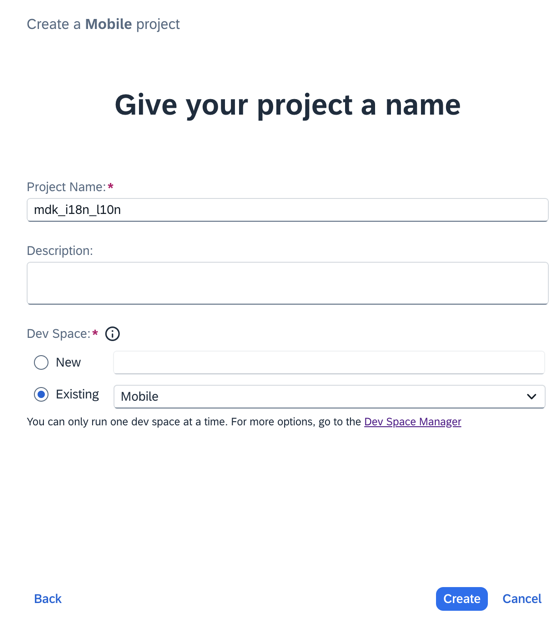 Create a Mobile project
Give your project a name
Project Name:*
mdk_i18n_l10n
Description:
Dev Space:*
New
Existing
Mobile
You can only run one dev space at a time. For more options, go to the Dev Space Manager
Back
Create
Cancel